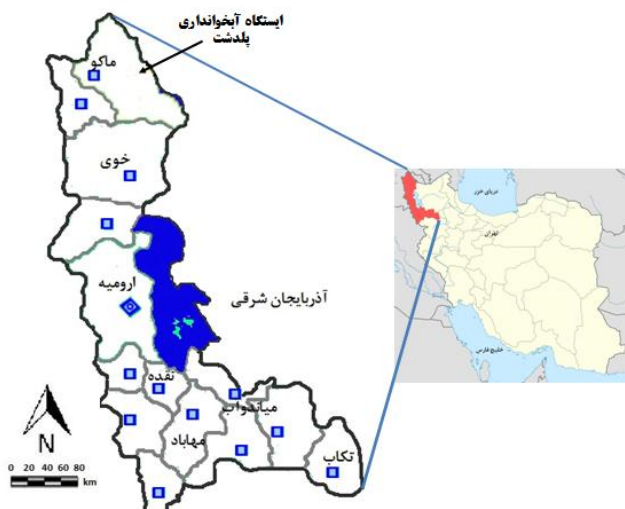 ایستگاه آبخوانداری
پلدشت
ماکو
خوی
ارومیه
آذربایجان شرقی
نقده
میاندواب
مهاباد
تکاب
N
0 20 40 60 80
km
دریای خزر
تهران
خلیج فارس